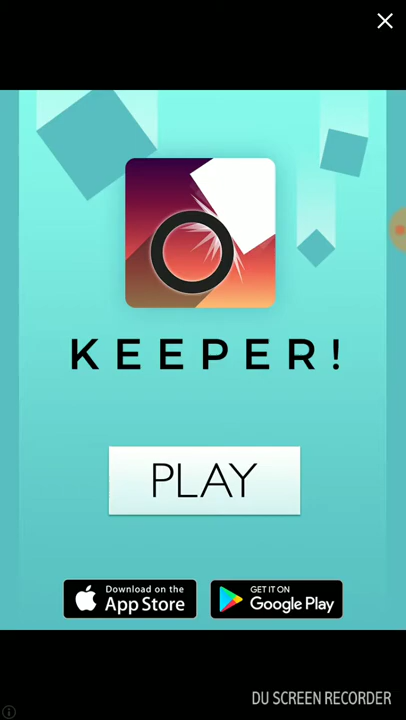 KEEPER!
PLAY
Download on the
App Store
GET IT ON
Google Play
DU SCREEN RECORDER